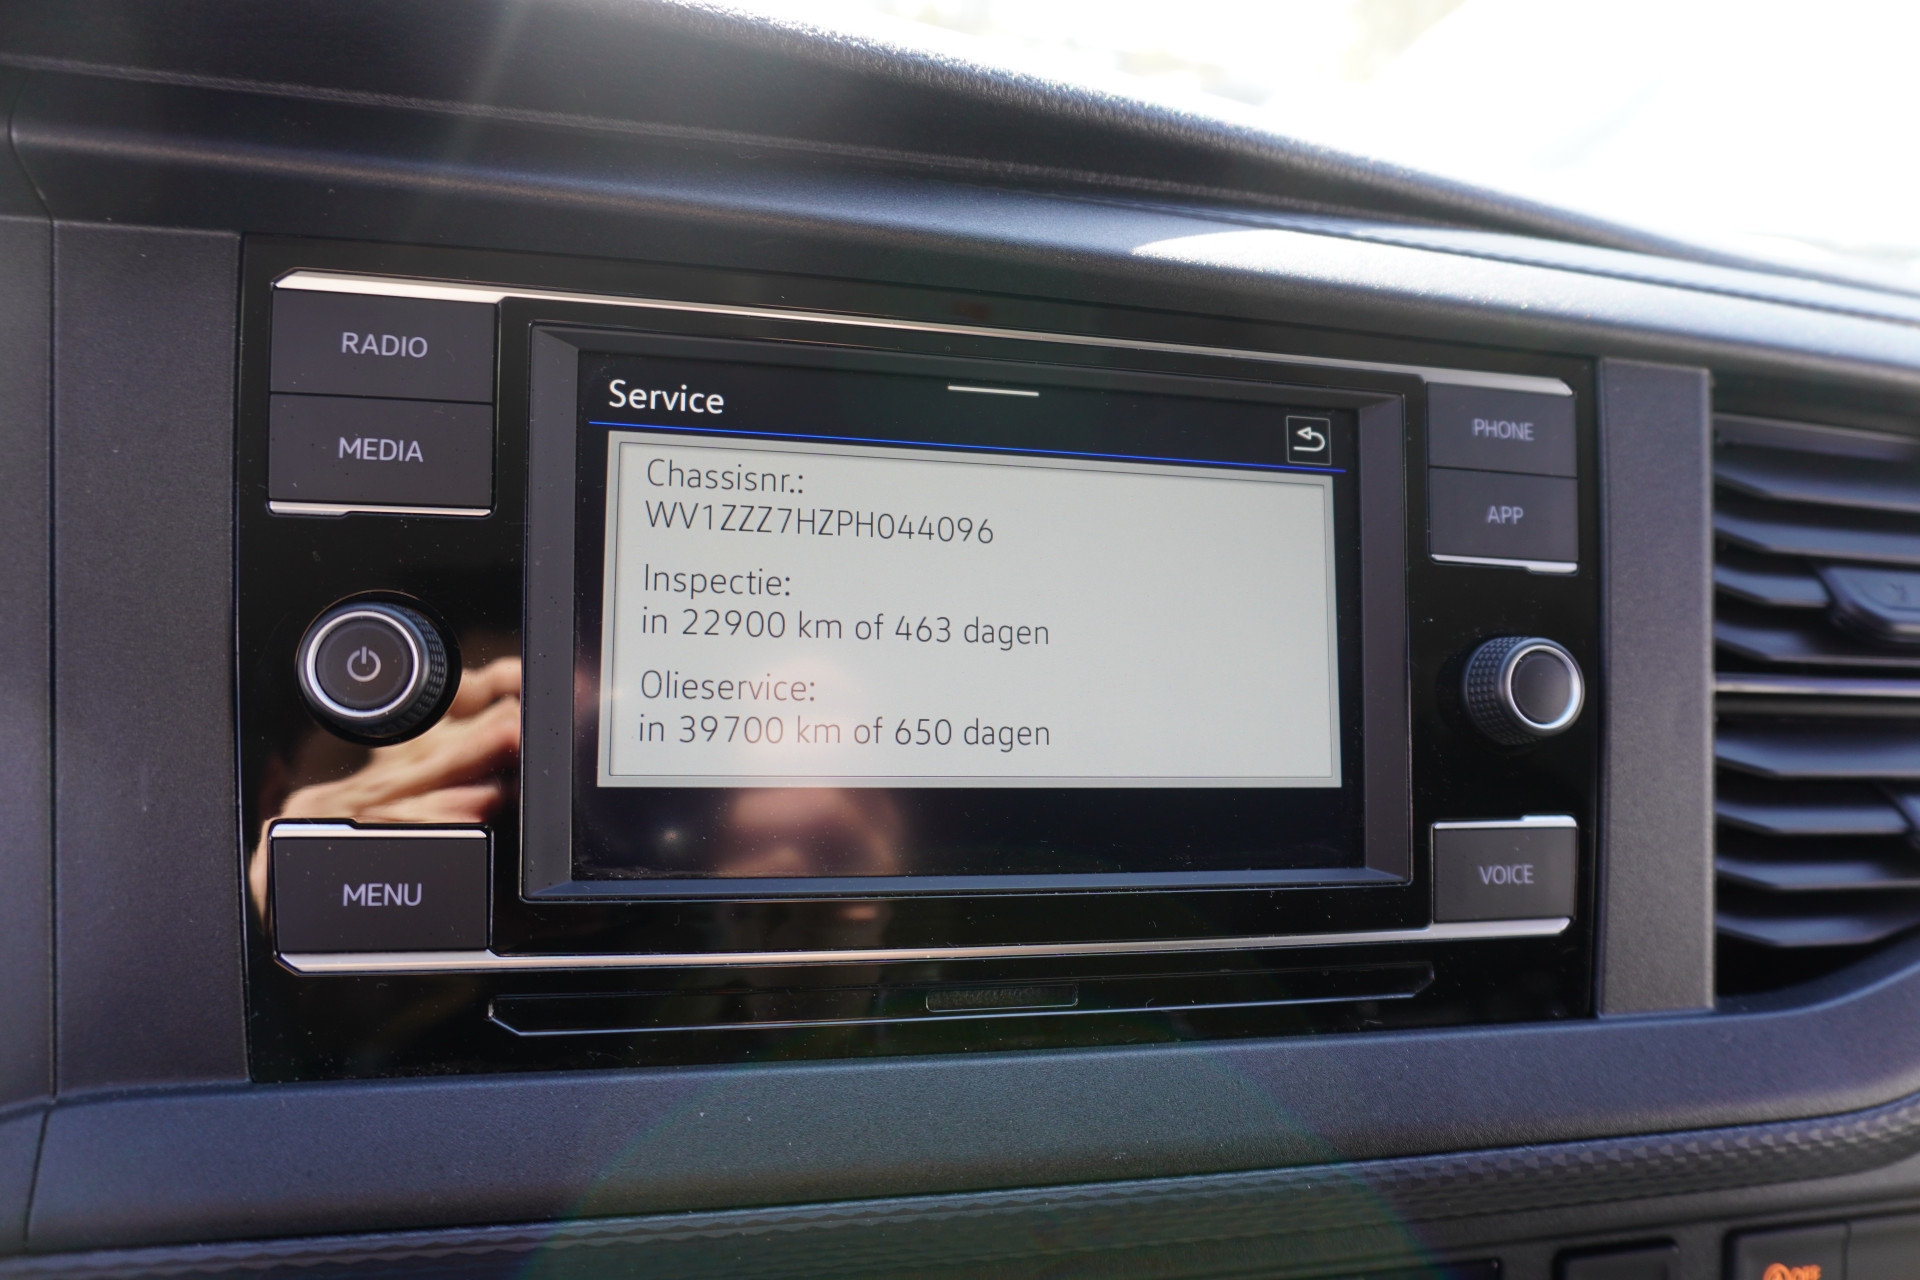 RADIO
MEDIA
MENU
Service
Chassisnr.:
WV1ZZZ7HZPH044096
Inspectie:
in 22900 km of 463 dagen
Olieservice:
in 39700 km of 650 dagen
PHONE
APP
VOICE
OFF